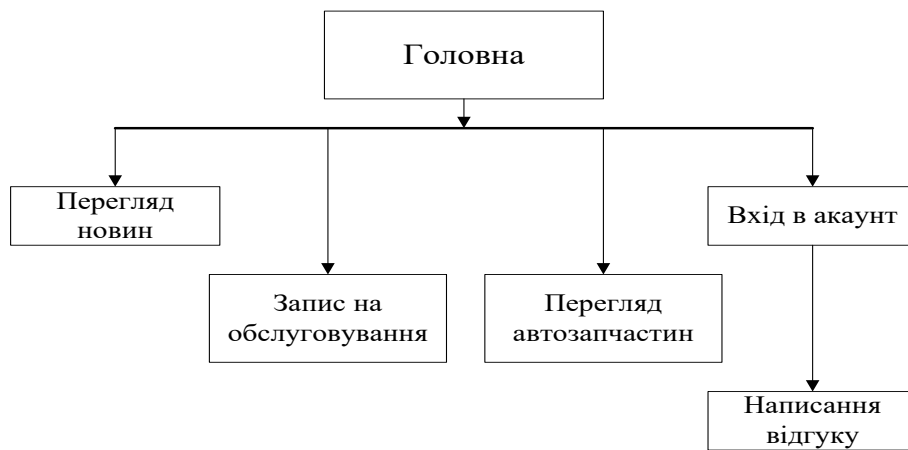 Головна
Перегляд
новин
Вхід в акаунт
Запис на
обслуговування
Перегляд
автозапчастин
Написання
відгуку